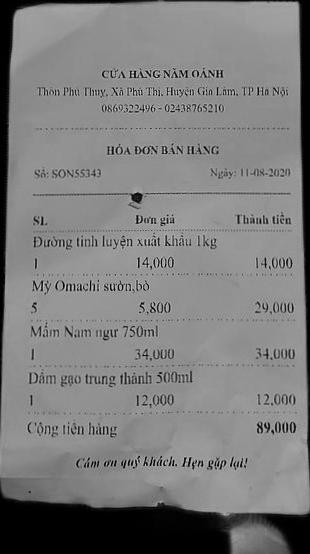 CỬA HÀNG NĂM OÁNH
Thôn Phú Thụy, Xã Phú Thị, Huyện Gia Lâm, TP Hà Nội
0869322496 - 02438765210
HÓA ĐƠN BÁN HÀNG
Số: SON55343 Ngày: 11-08-2020
SL Đơn giá Thành tiền
Đường tinh luyện xuất khẩu 1kg
1 14,000 14,000
Mỳ Omachi sườn,bò
5 5,800 29,000
Mắm Nam ngư 750ml
1 34,000 34,000
Dấm gạo trung thành 500ml
1 12,000 12,000
Cộng tiền hàng 89,000
Cám ơn quý khách. Hẹn gặp lại!